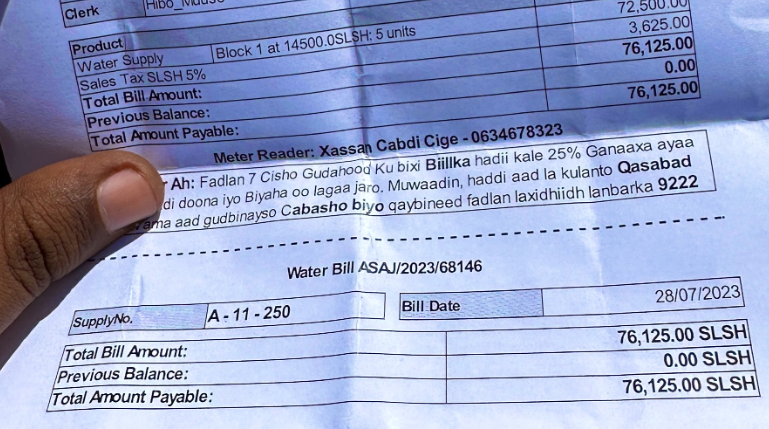 Clerk
72,500.00
Product 3,625.00
Water Supply Block 1 at 14500.0SLSH: 5 units 76,125.00
Sales Tax SLSH 5% 0.00
Total Bill Amount: 76,125.00
Previous Balance:
Total Amount Payable:
Meter Reader: Xassan Cabdi Cige - 0634678323
Ah: Fadlan 7 Cisho Gudahood Ku bixi Biillka hadii kale 25% Ganaaxa ayaa
di doona iyo Biyaha oo lagaa jaro. Muwaadin, haddi aad la kulanto Qasabad
ama aad gudbinayso Cabasho biyo qaybineed fadlan laxidhiidh lanbarka 9222
Water Bill ASAJ/2023/68146
SupplyNo. A - 11 - 250 Bill Date 28/07/2023
Total Bill Amount: 76,125.00 SLSH
Previous Balance: 0.00 SLSH
Total Amount Payable: 76,125.00 SLSH